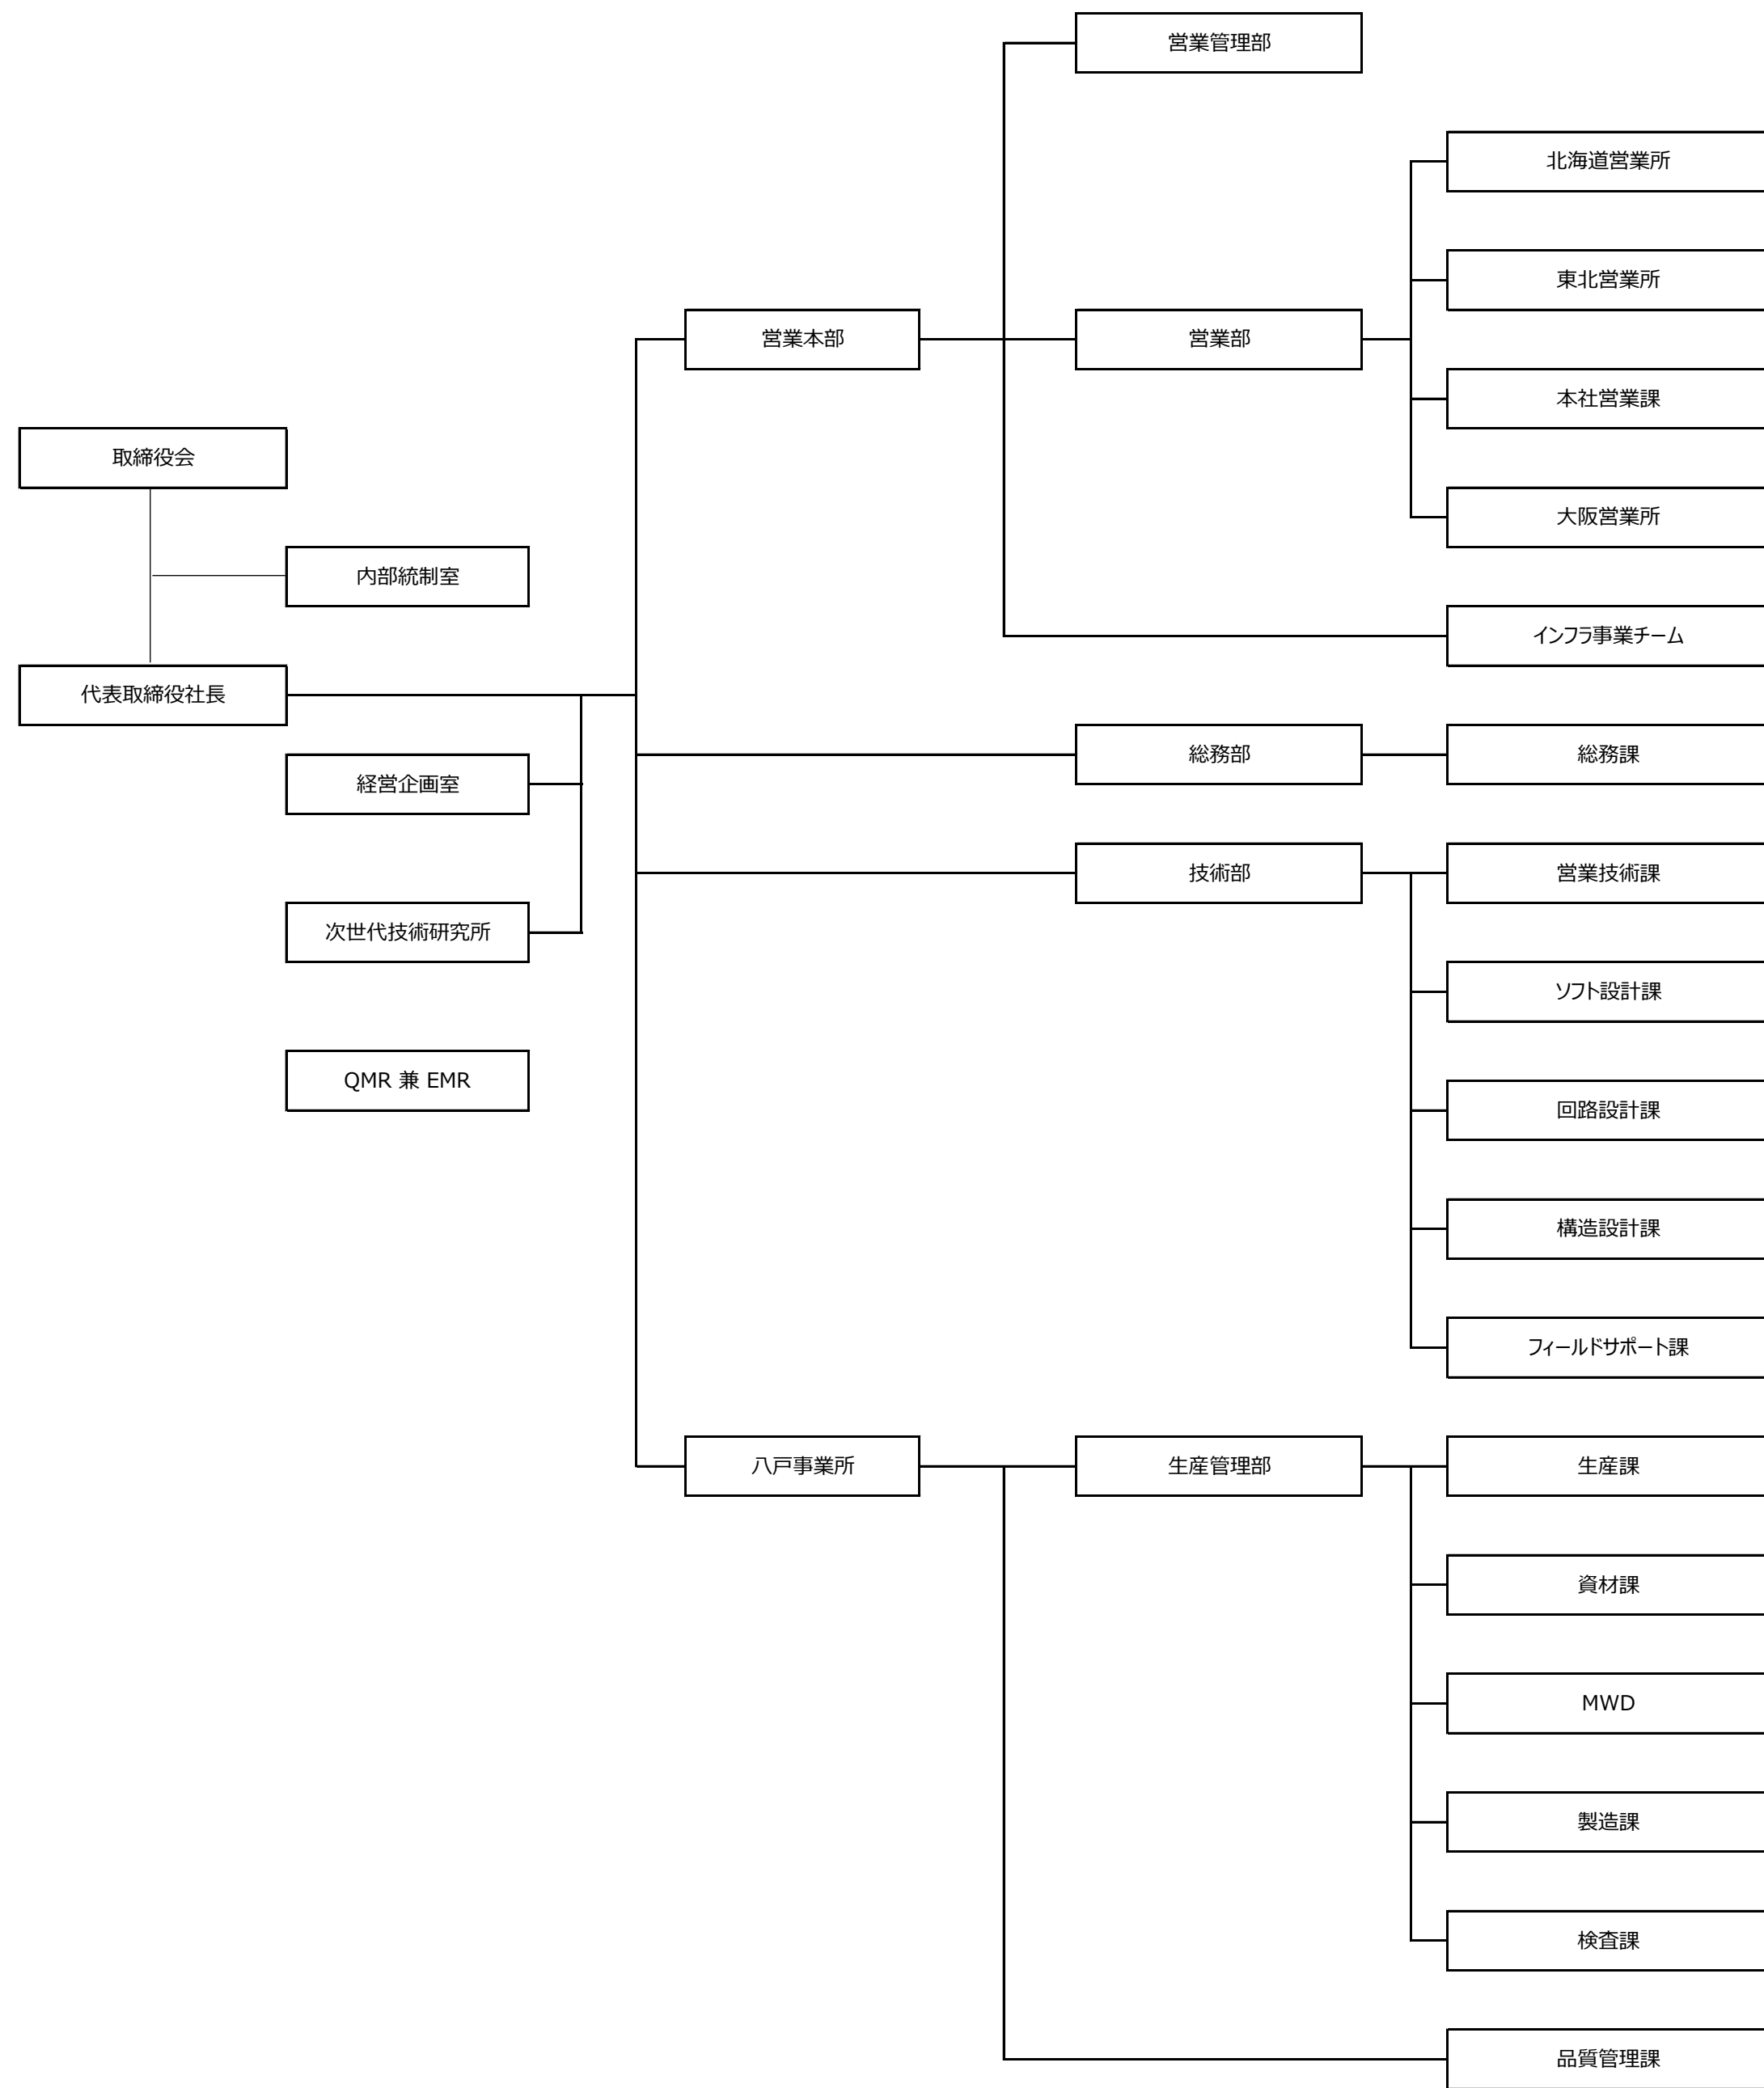 営業管理部
北海道営業所
東北営業所
営業本部
営業部
本社営業課
取締役会
大阪営業所
内部統制室
インフラ事業チーム
代表取締役社長
総務部
総務課
経営企画室
技術部
営業技術課
次世代技術研究所
ソフト設計課
QMR 兼 EMR
回路設計課
構造設計課
フィールドサポート課
八戸事業所
生産管理部
生産課
資材課
MWD
製造課
検査課
品質管理課